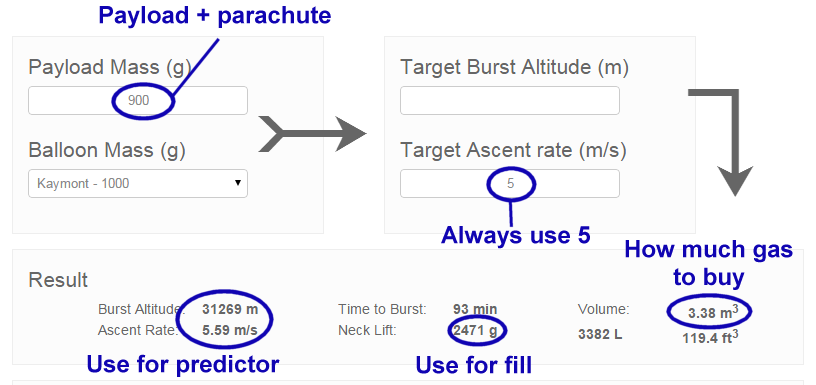 Payload + parachute
Payload Mass (g)
900
Balloon Mass (g)
Kaymont - 1000
Target Burst Altitude (m)
Target Ascent rate (m/s)
5
Always use 5
How much gas
to buy
Result
Burst Altitude: 31269 m
Ascent Rate: 5.59 m/s
Use for predictor
Time to Burst: 93 min
Neck Lift: 2471 g
Use for fill
Volume: 3.38 m3
3382 L 119.4 ft3